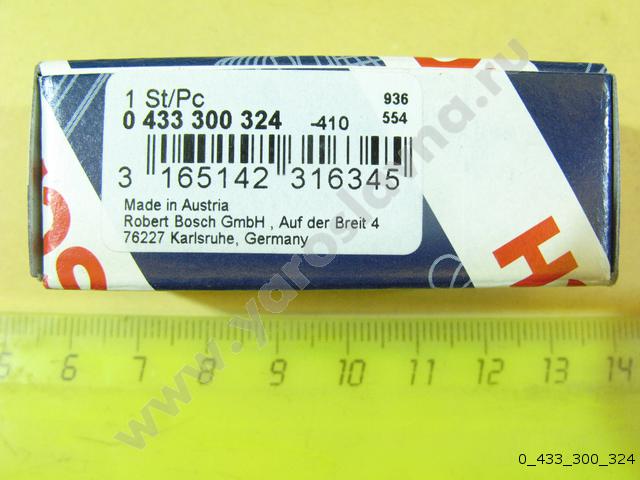 1 St/Pc
936
0 433 300 324 -410 554
3 165142 316345
Made in Austria
Robert Bosch GmbH , Auf der Breit 4
76227 Karlsruhe, Germany
www.yaroslavna.ru
5 6 7 8 9 10 11 12 13 14
0_433_300_324